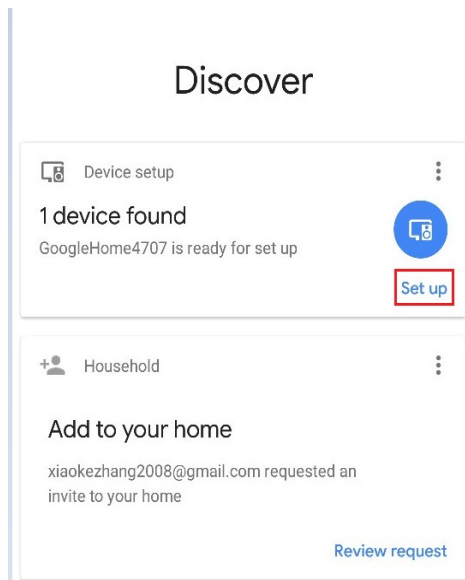 Discover
Device setup
1 device found
GoogleHome4707 is ready for set up
Set up
Household
Add to your home
xiaokezhang2008@gmail.com requested an
invite to your home
Review request